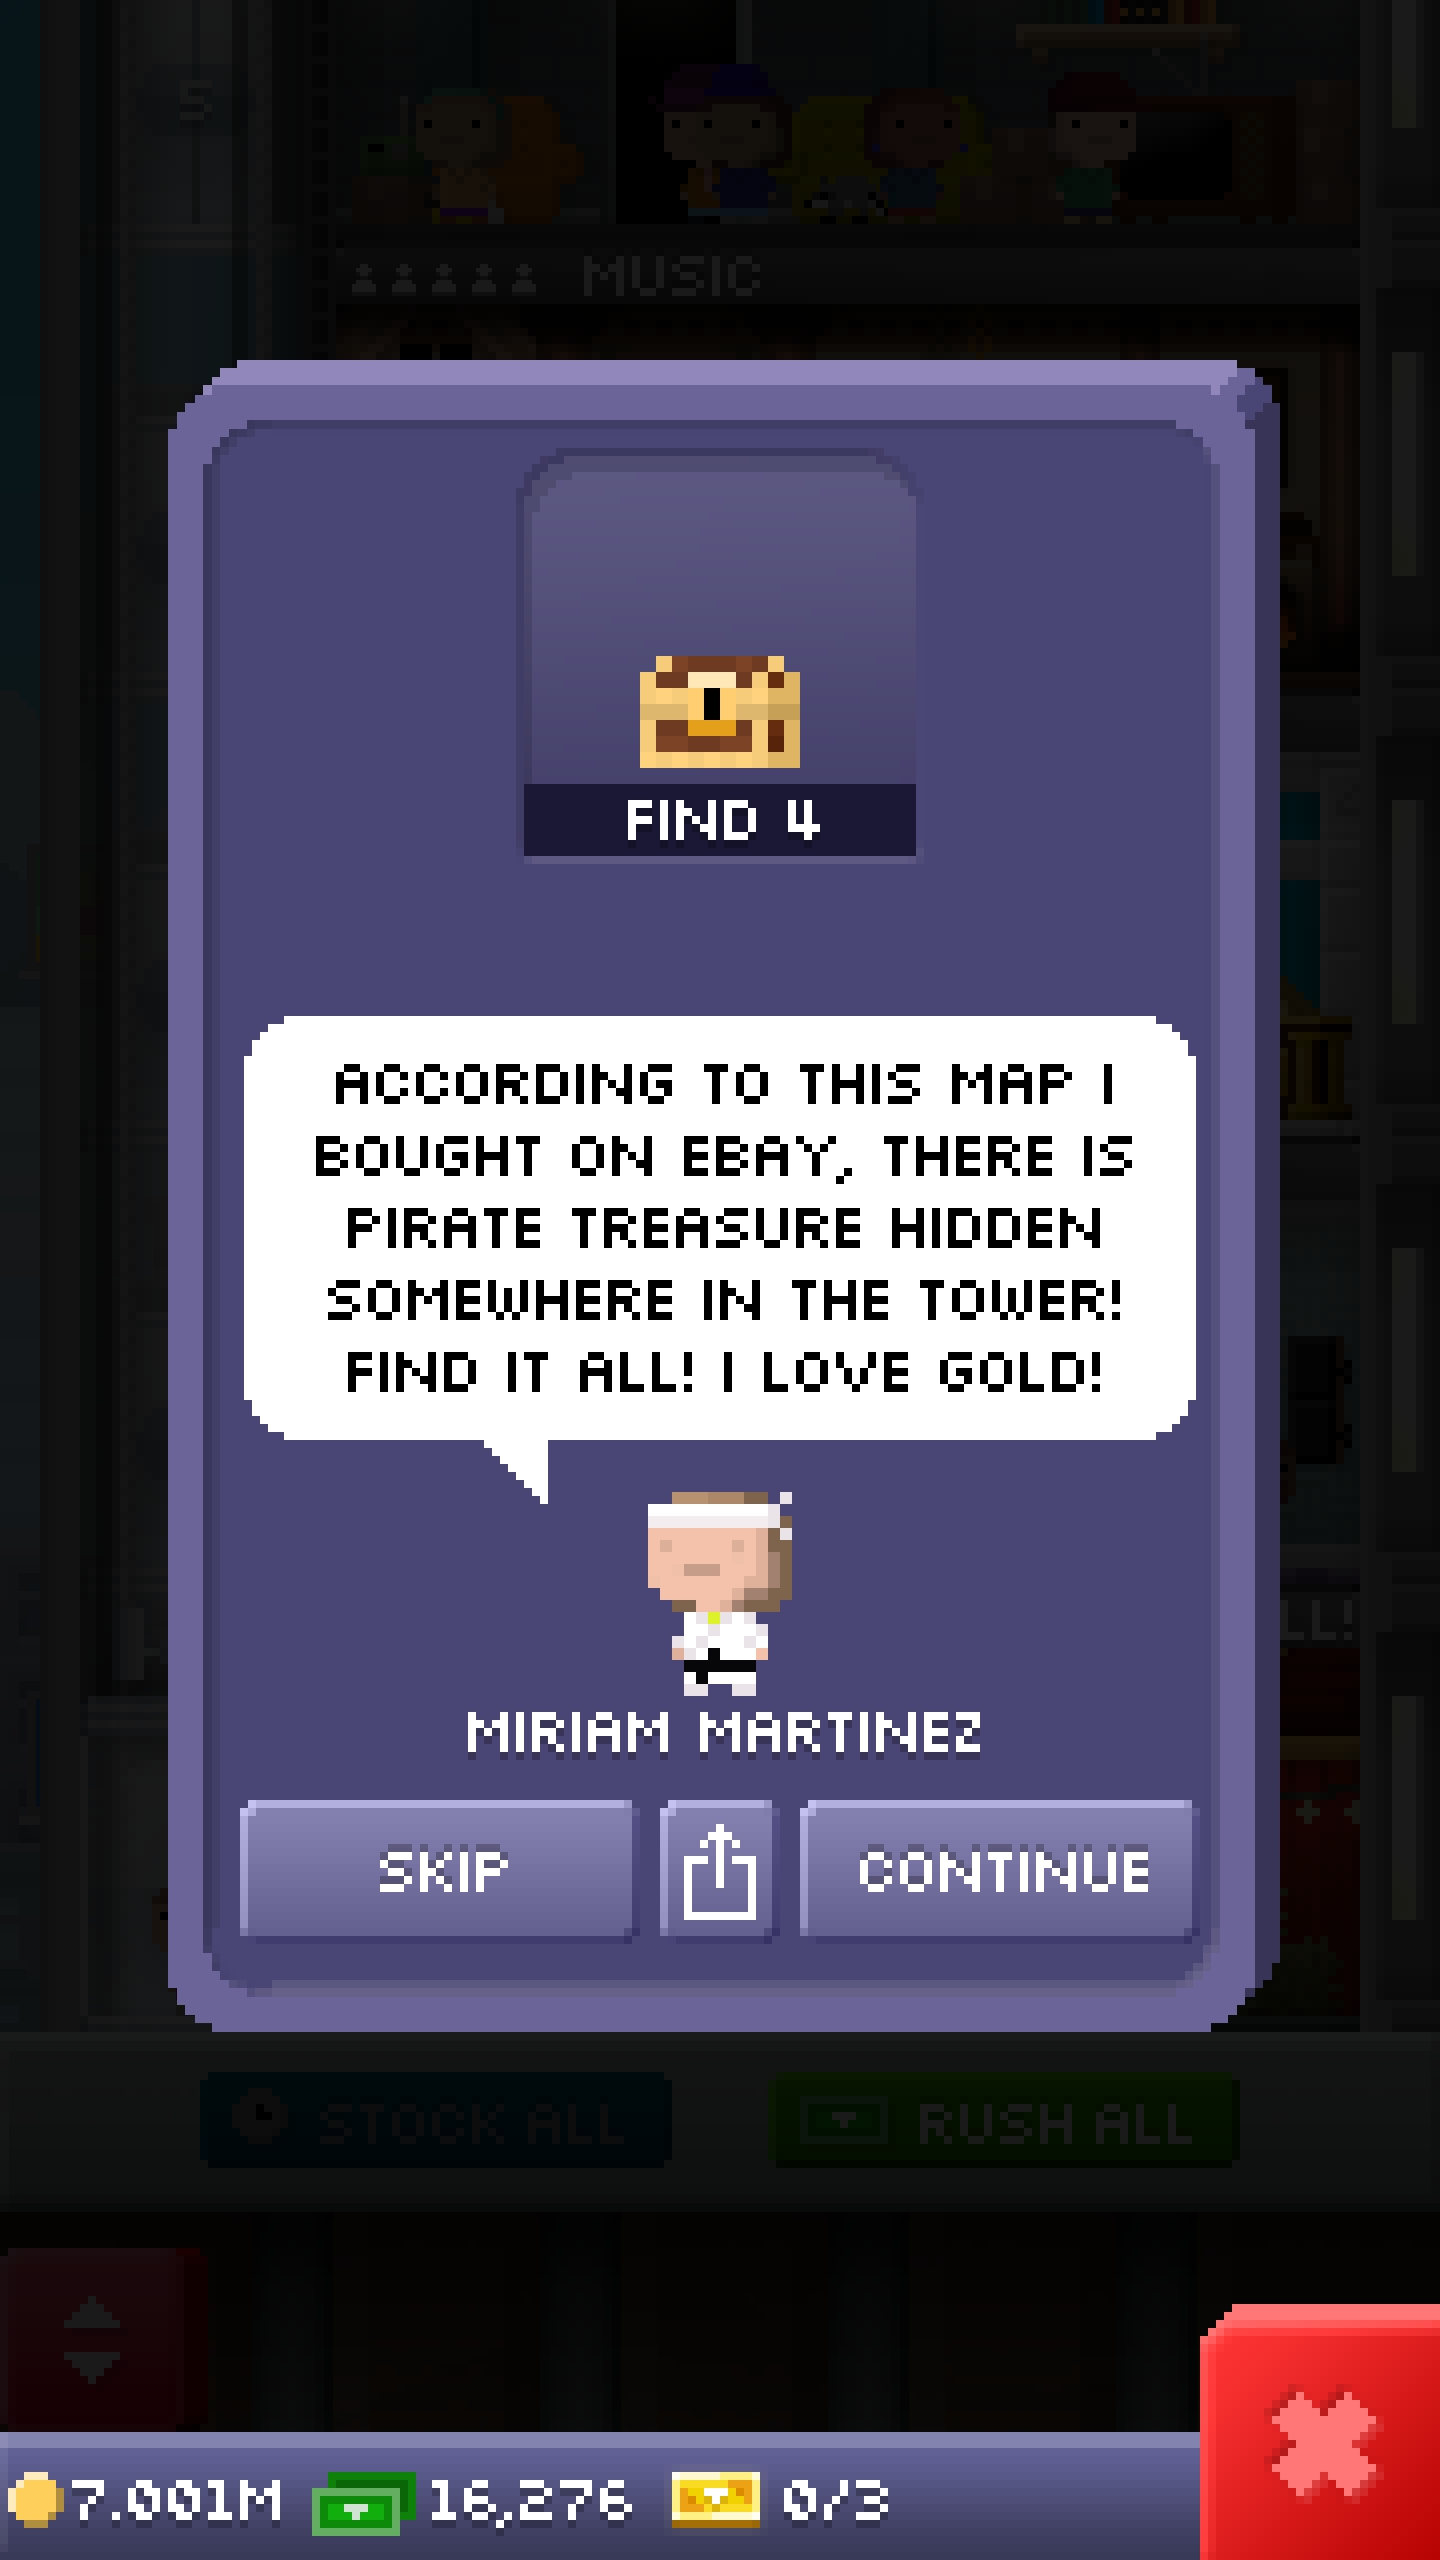 S
MUSIC
FIND 4
ACCORDING TO THIS MAP I
BOUGHT ON EBAY, THERE IS
PIRATE TREASURE HIDDEN
SOMEWHERE IN THE TOWER!
FIND IT ALL! I LOVE GOLD!
LL!
MIRIAM MARTINEZ
SKIP
CONTINUE
STOCK ALL
RUSH ALL
7.001M
16,276
0/3